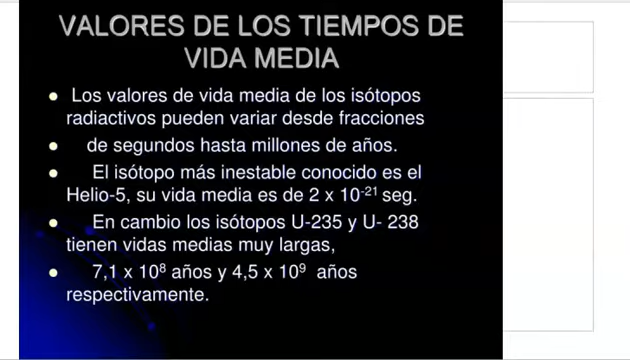 VALORES DE LOS TIEMPOS DE
VIDA MEDIA
Los valores de vida media de los isótopos
radiactivos pueden variar desde fracciones
de segundos hasta millones de años.
El isótopo más inestable conocido es el
Helio-5, su vida media es de 2 x 10⁻²¹ seg.
En cambio los isótopos U-235 y U- 238
tienen vidas medias muy largas,
7,1 x 10⁸ años y 4,5 x 10⁹ años
respectivamente.